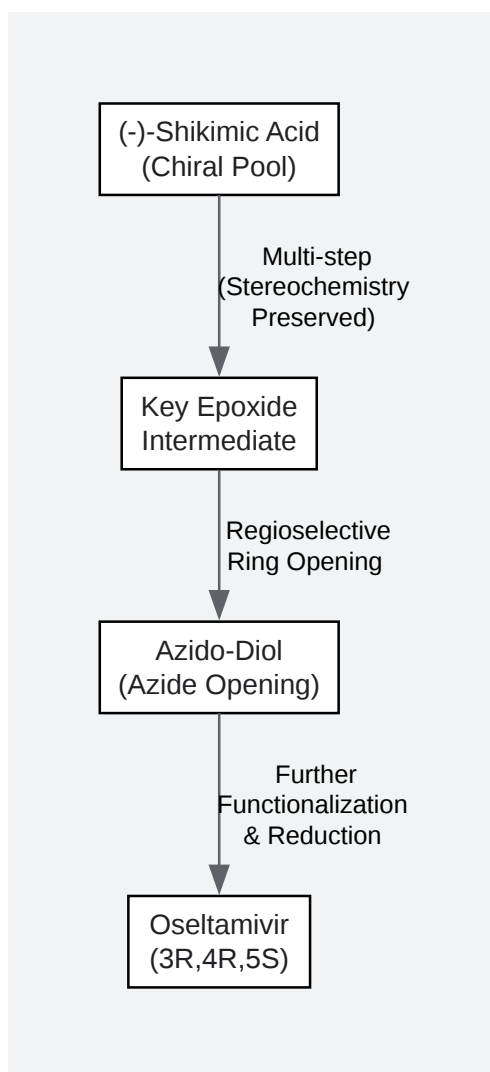 (-)-Shikimic Acid
(Chiral Pool)
Multi-step
(Stereochemistry
Preserved)
Key Epoxide
Intermediate
Regioselective
Ring Opening
Azido-Diol
(Azide Opening)
Further
Functionalization
& Reduction
Oseltamivir
(3R,4R,5S)